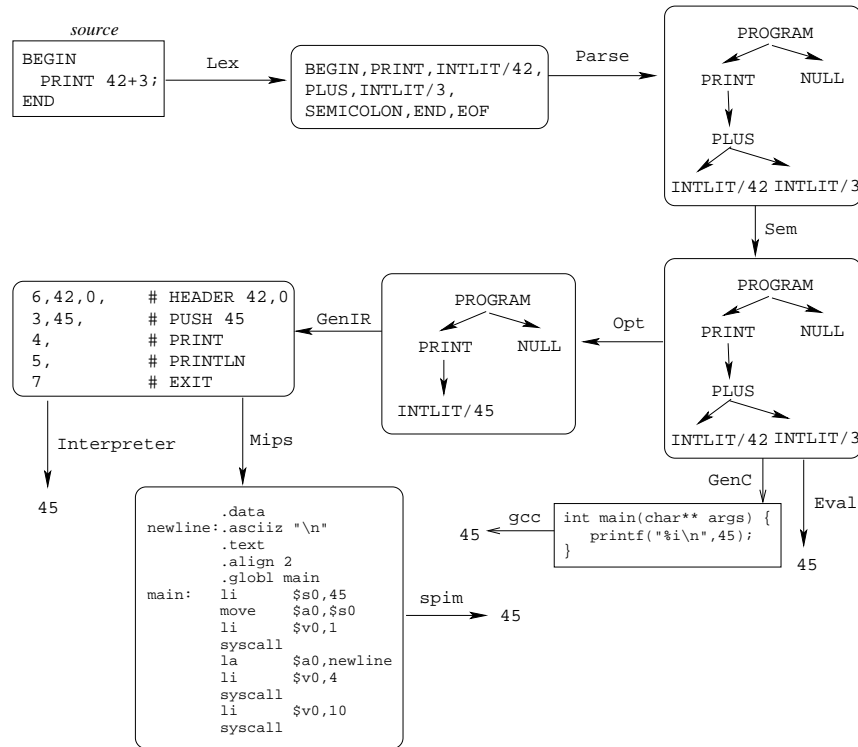 source
BEGIN
PRINT 42+3;
END
Lex
BEGIN,PRINT,INTLIT/42,
PLUS,INTLIT/3,
SEMICOLON,END,EOF
Parse
PROGRAM
PRINT NULL
PLUS
INTLIT/42 INTLIT/3
Sem
PROGRAM
PRINT NULL
PLUS
INTLIT/42 INTLIT/3
Opt
PROGRAM
PRINT NULL
INTLIT/45
GenIR
6,42,0, # HEADER 42,0
3,45, # PUSH 45
4, # PRINT
5, # PRINTLN
7 # EXIT
Interpreter
45
Mips
.data
newline:.asciiz "\n"
.text
.align 2
.globl main
main: li $s0,45
move $a0,$s0
li $v0,1
syscall
la $a0,newline
li $v0,4
syscall
li $v0,10
syscall
spim
45
GenC
int main(char** args) {
printf("%i\n",45);
}
gcc
45
Eval
45